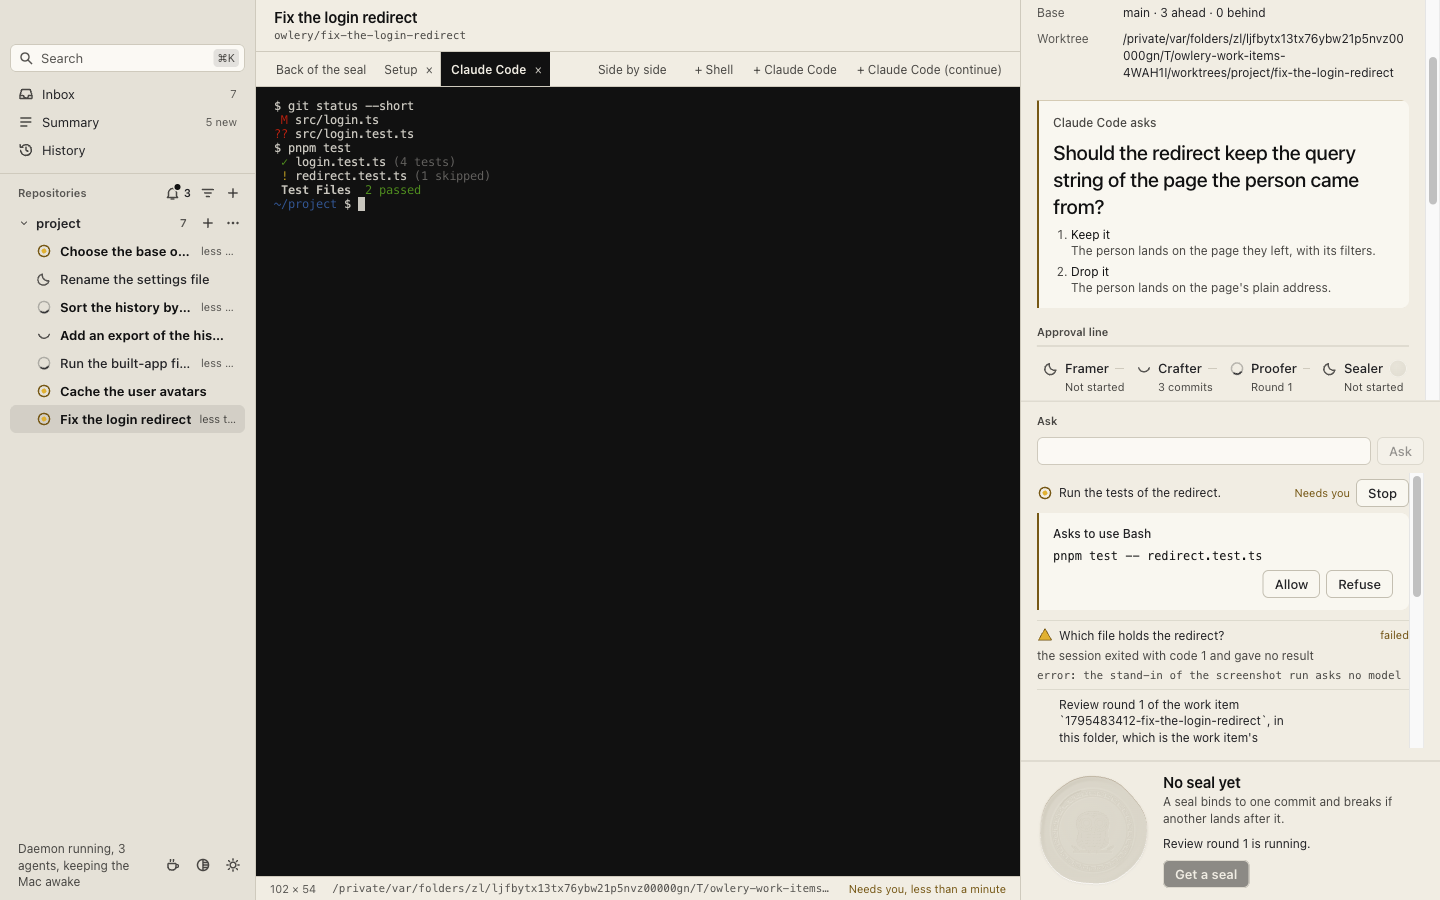 Search ⌘K
Inbox 7
Summary 5 new
History
Repositories 3
project 7
Choose the base o... less ...
Rename the settings file
Sort the history by... less ...
Add an export of the his...
Run the built-app fi... less ...
Cache the user avatars
Fix the login redirect less t...
Daemon running, 3
agents, keeping the
Mac awake
Fix the login redirect
owlery/fix-the-login-redirect
Back of the seal Setup × Claude Code × Side by side + Shell + Claude Code + Claude Code (continue)
$ git status --short
M src/login.ts
?? src/login.test.ts
$ pnpm test
✓ login.test.ts (4 tests)
! redirect.test.ts (1 skipped)
Test Files 2 passed
~/project $
102 × 54 /private/var/folders/zl/ljfbytx13tx76ybw21p5nvz00000gn/T/owlery-work-items… Needs you, less than a minute
Base main · 3 ahead · 0 behind
Worktree /private/var/folders/zl/ljfbytx13tx76ybw21p5nvz00
000gn/T/owlery-work-items-
4WAH1l/worktrees/project/fix-the-login-redirect
Claude Code asks
Should the redirect keep the query
string of the page the person came
from?
1. Keep it
The person lands on the page they left, with its filters.
2. Drop it
The person lands on the page's plain address.
Approval line
Framer Crafter Proofer Sealer
Not started 3 commits Round 1 Not started
Ask
Ask
Run the tests of the redirect. Needs you Stop
Asks to use Bash
pnpm test -- redirect.test.ts
Allow Refuse
Which file holds the redirect? failed
the session exited with code 1 and gave no result
error: the stand-in of the screenshot run asks no model
Review round 1 of the work item
`1795483412-fix-the-login-redirect`, in
this folder, which is the work item's
No seal yet
A seal binds to one commit and breaks if
another lands after it.
Review round 1 is running.
Get a seal